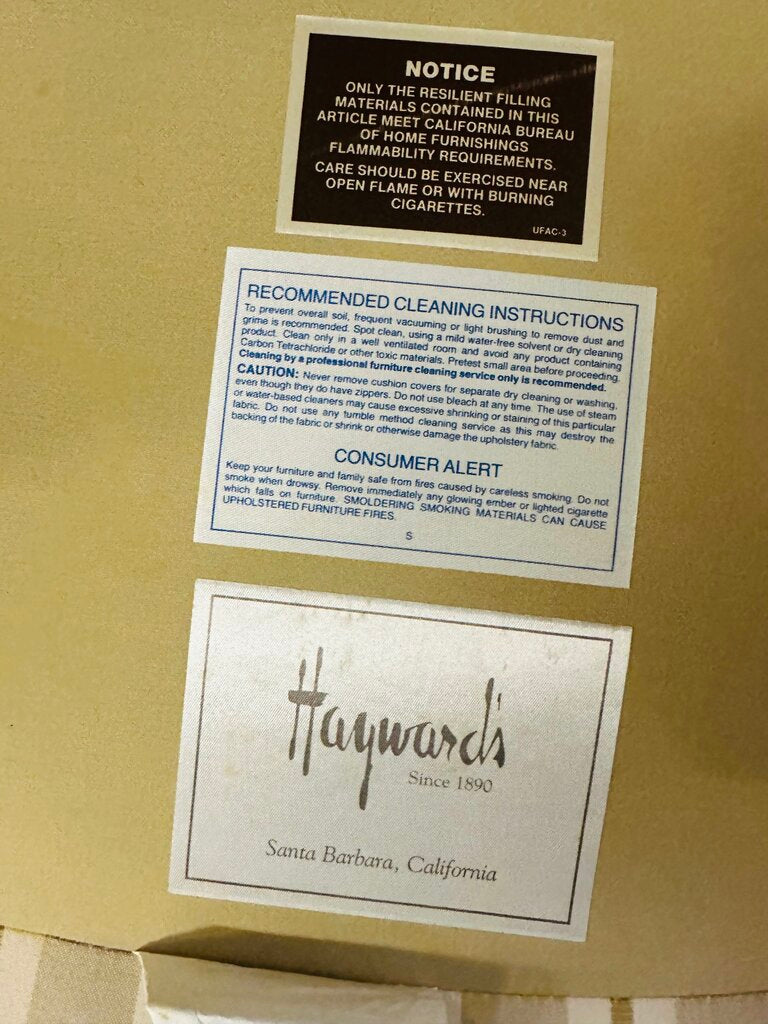 NOTICE
ONLY THE RESILIENT FILLING
MATERIALS CONTAINED IN THIS
ARTICLE MEET CALIFORNIA BUREAU
OF HOME FURNISHINGS
FLAMMABILITY REQUIREMENTS.
CARE SHOULD BE EXERCISED NEAR
OPEN FLAME OR WITH BURNING
CIGARETTES.
UFAC-3
RECOMMENDED CLEANING INSTRUCTIONS
To prevent overall soil, frequent vacuuming or light brushing to remove dust and
grime is recommended. Spot clean, using a mild water-free solvent or dry cleaning
product. Clean only in a well ventilated room and avoid any product containing
Carbon Tetrachloride or other toxic materials. Pretest small area before proceeding.
Cleaning by a professional furniture cleaning service only is recommended.
CAUTION: Never remove cushion covers for separate dry cleaning or washing,
even though they do have zippers. Do not use bleach at any time. The use of steam
or water-based cleaners may cause excessive shrinking or staining of this particular
fabric. Do not use any tumble method cleaning service as this may destroy the
backing of the fabric or shrink or otherwise damage the upholstery fabric.
CONSUMER ALERT
Keep your furniture and family safe from fires caused by careless smoking. Do not
smoke when drowsy. Remove immediately any glowing ember or lighted cigarette
which falls on furniture. SMOLDERING SMOKING MATERIALS CAN CAUSE
UPHOLSTERED FURNITURE FIRES.
S
Hayward's
Since 1890
Santa Barbara, California